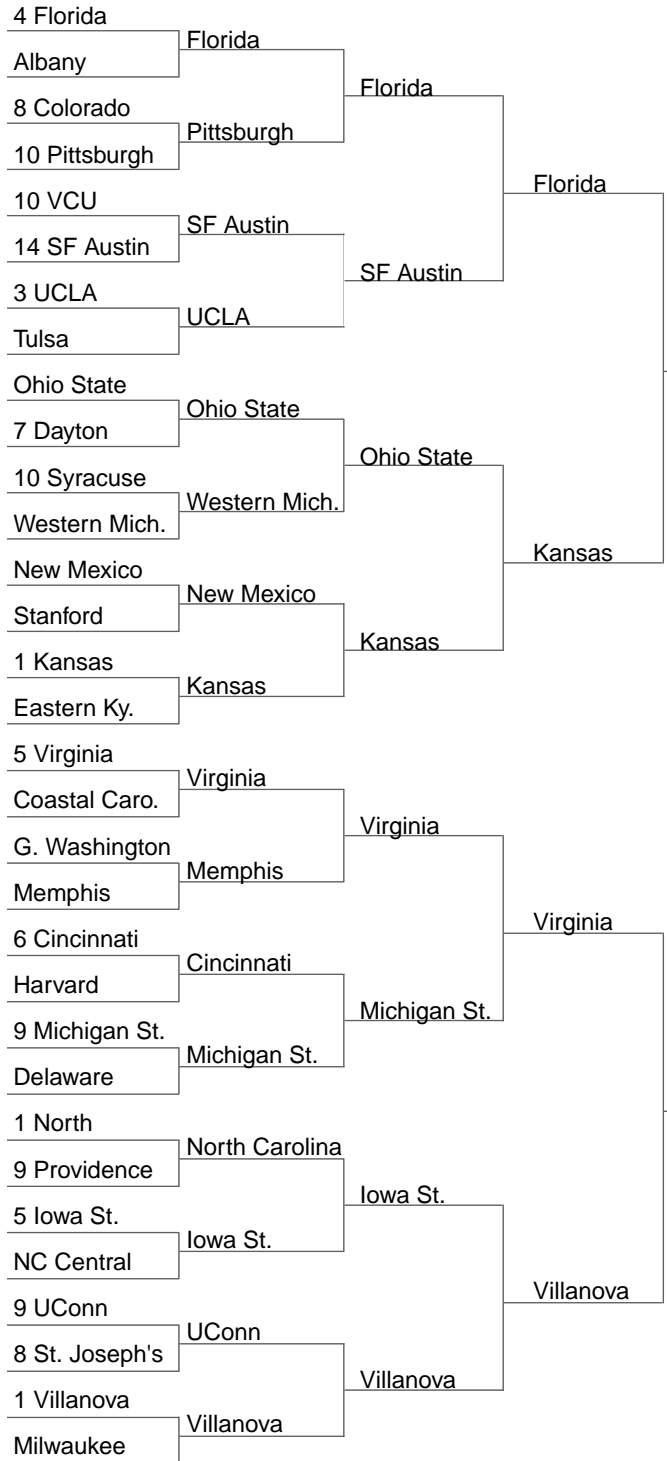 4 Florida
Albany
8 Colorado
10 Pittsburgh
10 VCU
14 SF Austin
3 UCLA
Tulsa
Ohio State
7 Dayton
10 Syracuse
Western Mich.
New Mexico
Stanford
1 Kansas
Eastern Ky.
5 Virginia
Coastal Caro.
G. Washington
Memphis
6 Cincinnati
Harvard
9 Michigan St.
Delaware
1 North
9 Providence
5 Iowa St.
NC Central
9 UConn
8 St. Joseph's
1 Villanova
Milwaukee
Florida
Pittsburgh
SF Austin
UCLA
Ohio State
Western Mich.
New Mexico
Kansas
Virginia
Memphis
Cincinnati
Michigan St.
North Carolina
Iowa St.
UConn
Villanova
Florida
SF Austin
Ohio State
Kansas
Virginia
Michigan St.
Iowa St.
Villanova
Florida
Kansas
Virginia
Villanova